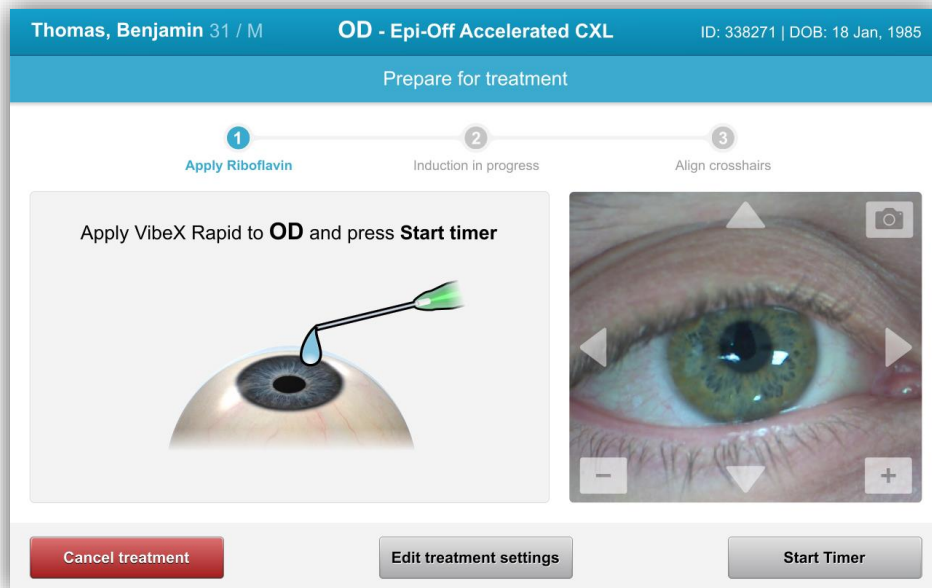 Thomas, Benjamin 31 / M OD - Epi-Off Accelerated CXL ID: 338271 | DOB: 18 Jan, 1985
Prepare for treatment
1 2 3
Apply Riboflavin Induction in progress Align crosshairs
Apply VibeX Rapid to OD and press Start timer
Cancel treatment Edit treatment settings Start Timer